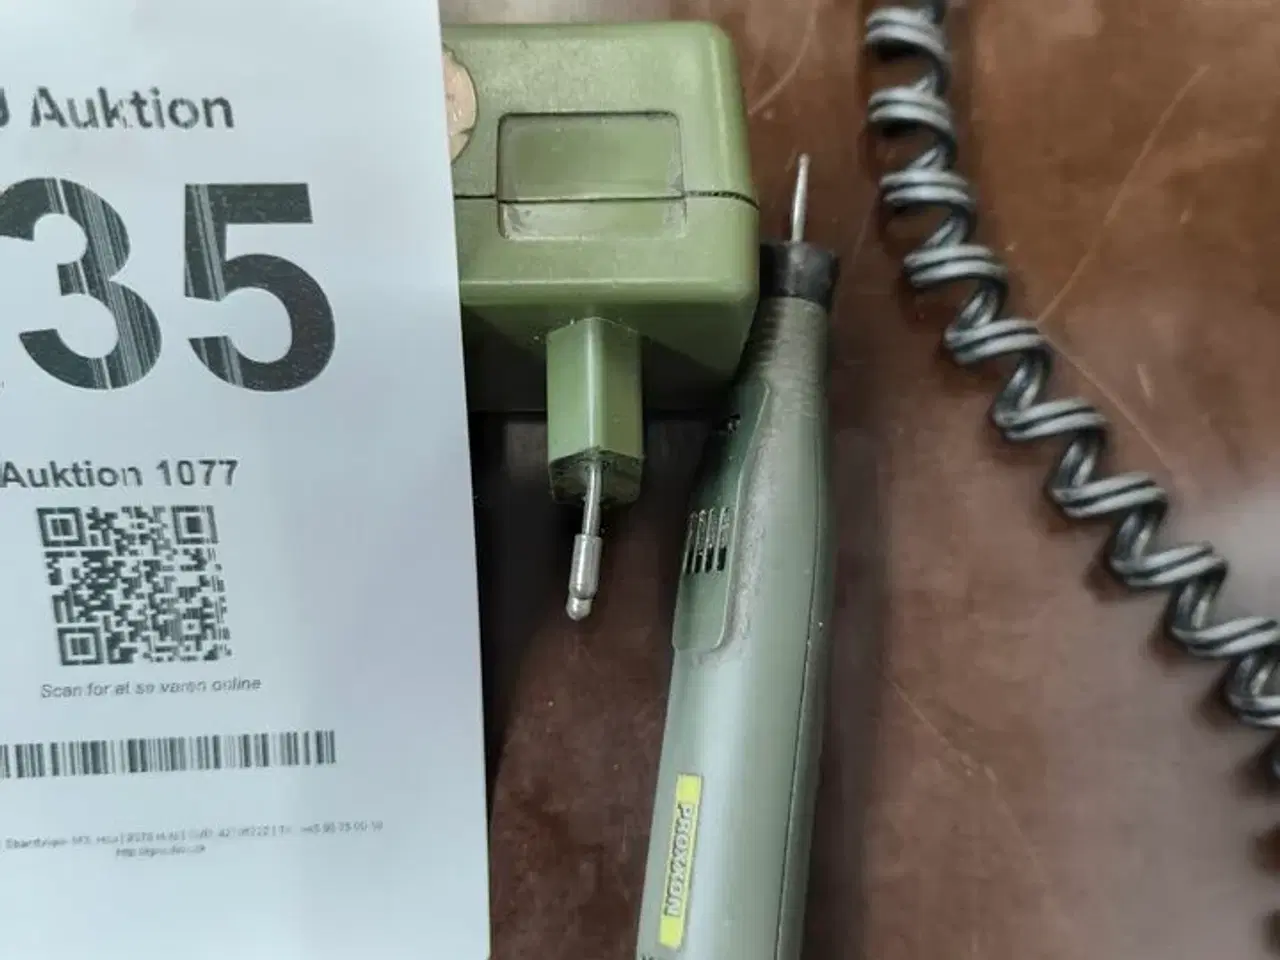 Auktion
35
Auktion 1077
Scan for at se varen online
PROXXON